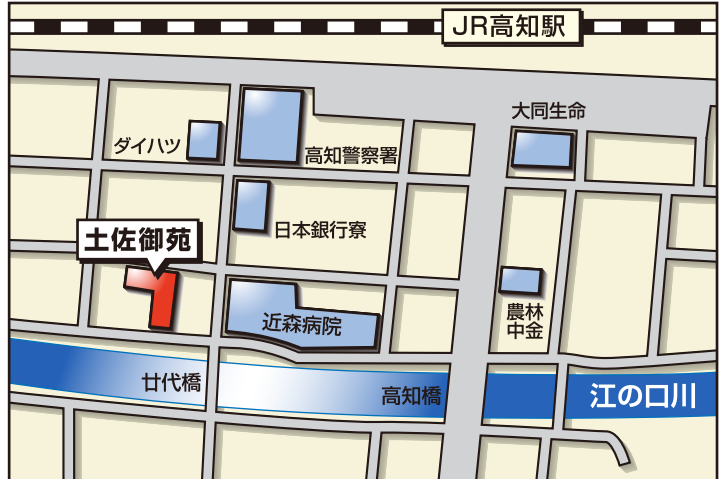 JR高知駅
大同生命
ダイハツ
高知警察署
日本銀行寮
土佐御苑
近森病院
農林
中金
廿代橋
高知橋
江の口川